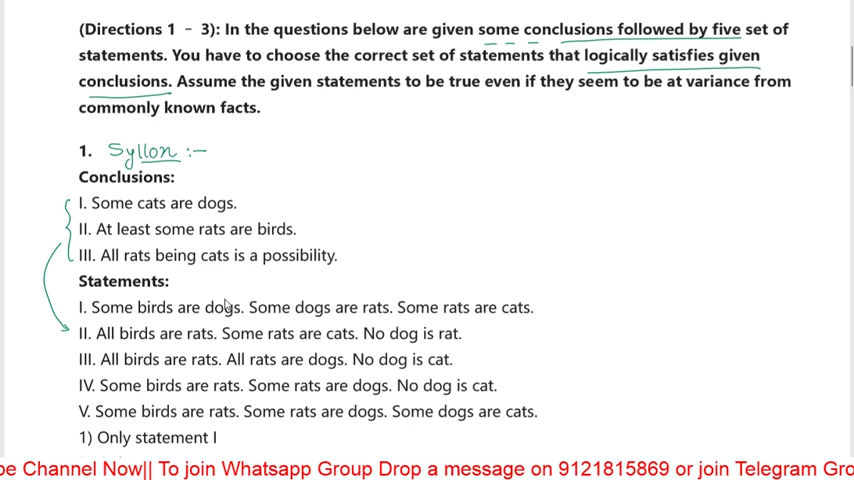 (Directions 1 – 3): In the questions below are given some conclusions followed by five set of
statements. You have to choose the correct set of statements that logically satisfies given
conclusions. Assume the given statements to be true even if they seem to be at variance from
commonly known facts.
1. Syllon :-
Conclusions:
I. Some cats are dogs.
II. At least some rats are birds.
III. All rats being cats is a possibility.
Statements:
I. Some birds are dogs. Some dogs are rats. Some rats are cats.
II. All birds are rats. Some rats are cats. No dog is rat.
III. All birds are rats. All rats are dogs. No dog is cat.
IV. Some birds are rats. Some rats are dogs. No dog is cat.
V. Some birds are rats. Some rats are dogs. Some dogs are cats.
1) Only statement I
be Channel Now|| To join Whatsapp Group Drop a message on 9121815869 or join Telegram Gro